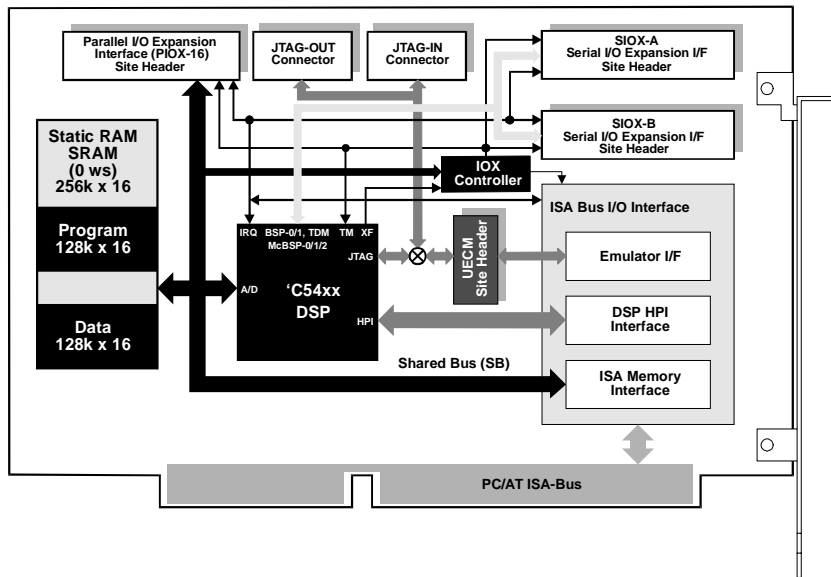 Parallel I/O Expansion
Interface (PIOX-16)
Site Header
JTAG-OUT
Connector
JTAG-IN
Connector
SIOX-A
Serial I/O Expansion I/F
Site Header
SIOX-B
Serial I/O Expansion I/F
Site Header
Static RAM
SRAM
(0 ws)
256k x 16
Program
128k x 16
Data
128k x 16
IOX
Controller
IRQ BSP-0/1, TDM TM XF
McBSP-0/1/2
JTAG
A/D
‘C54xx
DSP
HPI
UECM
Site Header
ISA Bus I/O Interface
Emulator I/F
DSP HPI
Interface
ISA Memory
Interface
Shared Bus (SB)
PC/AT ISA-Bus